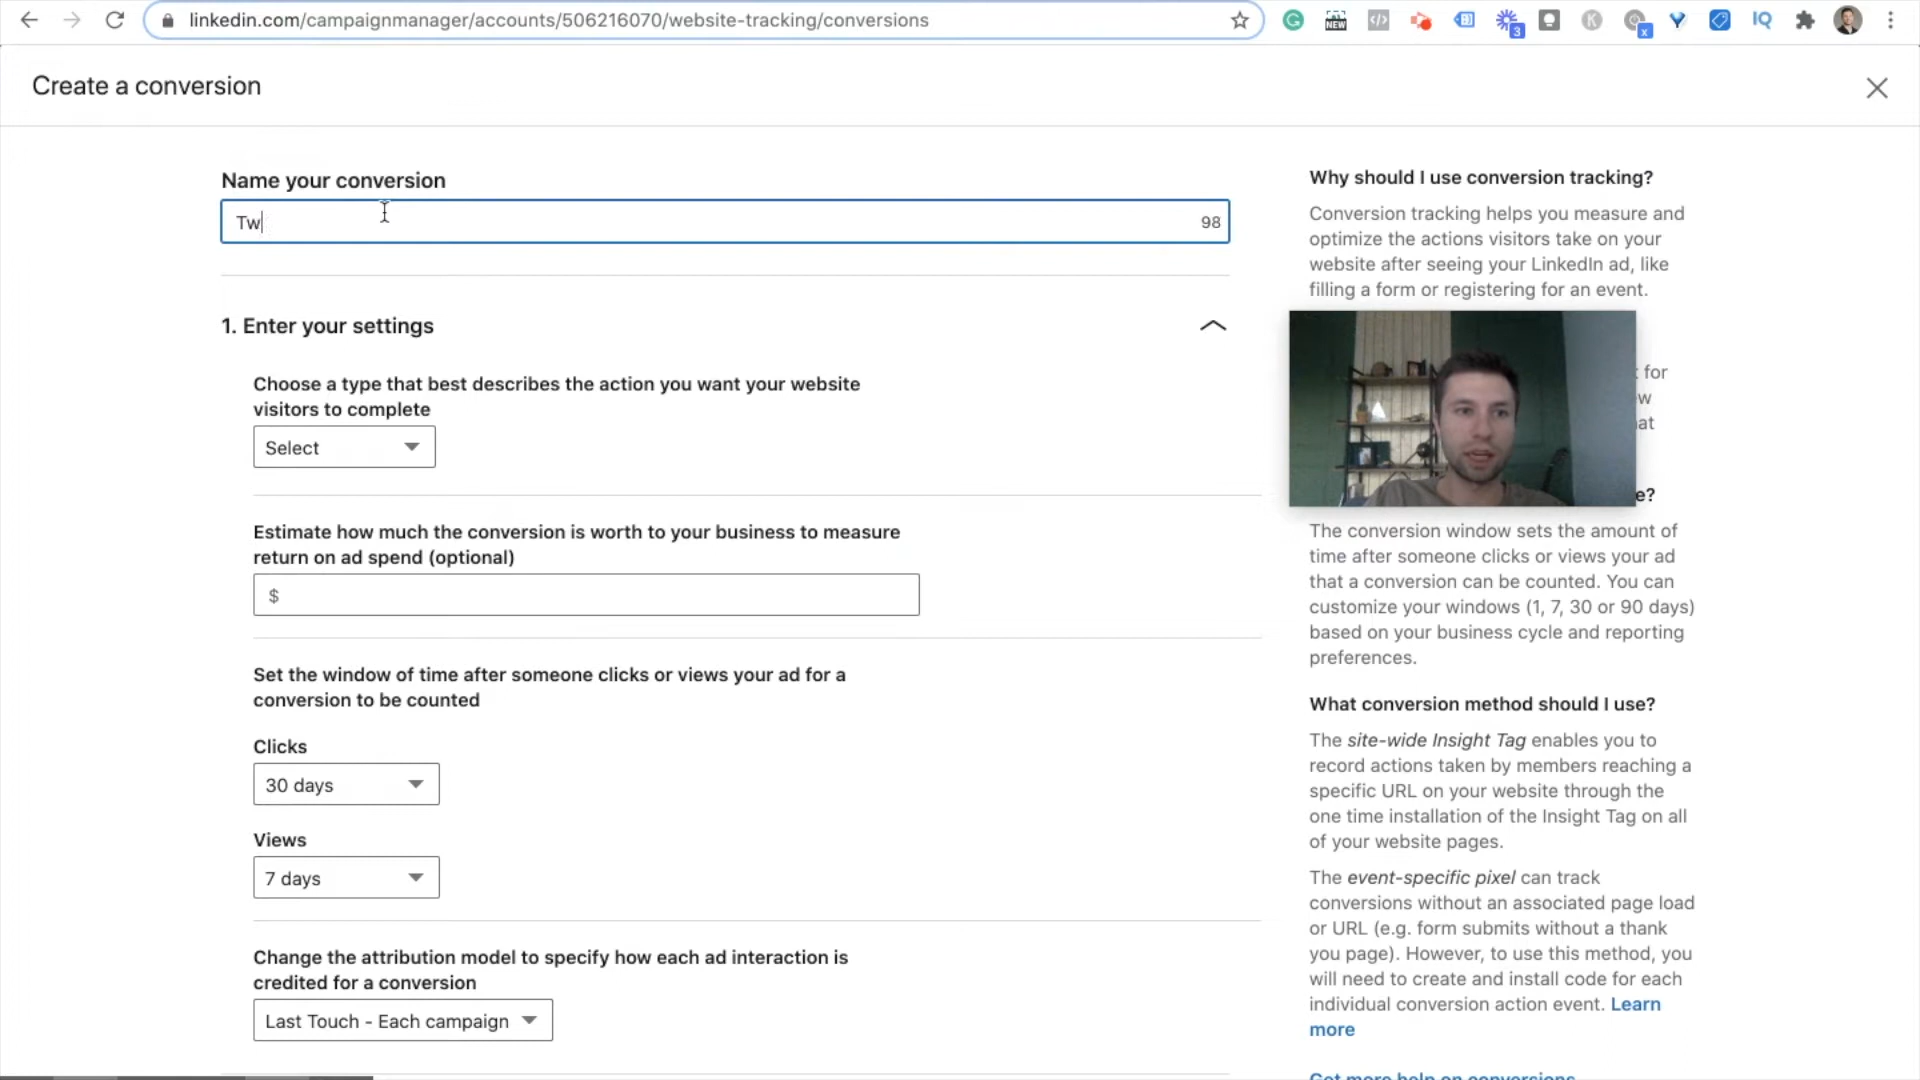 linkedin.com/campaignmanager/accounts/506216070/website-tracking/conversions
NEW
3
K
x
IQ
Create a conversion
Name your conversion
Tw
98
1. Enter your settings
Choose a type that best describes the action you want your website
visitors to complete
Select
Estimate how much the conversion is worth to your business to measure
return on ad spend (optional)
$
Set the window of time after someone clicks or views your ad for a
conversion to be counted
Clicks
30 days
Views
7 days
Change the attribution model to specify how each ad interaction is
credited for a conversion
Last Touch - Each campaign
Why should I use conversion tracking?
Conversion tracking helps you measure and
optimize the actions visitors take on your
website after seeing your LinkedIn ad, like
filling a form or registering for an event.
for
The conversion window sets the amount of
time after someone clicks or views your ad
that a conversion can be counted. You can
customize your windows (1, 7, 30 or 90 days)
based on your business cycle and reporting
preferences.
What conversion method should I use?
The site-wide Insight Tag enables you to
record actions taken by members reaching a
specific URL on your website through the
one time installation of the Insight Tag on all
of your website pages.
The event-specific pixel can track
conversions without an associated page load
or URL (e.g. form submits without a thank
you page). However, to use this method, you
will need to create and install code for each
individual conversion action event. Learn
more
Get more help on conversions